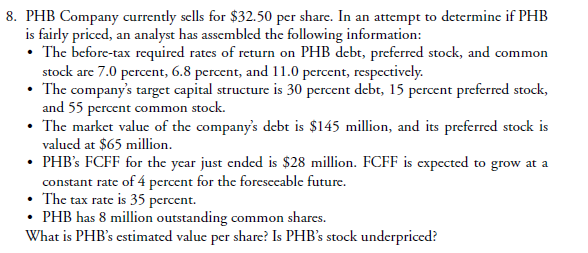 8. PHB Company currently sells for $32.50 per share. In an attempt to determine if PHB
is fairly priced, an analyst has assembled the following information:
• The before-tax required rates of return on PHB debt, preferred stock, and common
stock are 7.0 percent, 6.8 percent, and 11.0 percent, respectively.
• The company's target capital structure is 30 percent debt, 15 percent preferred stock,
and 55 percent common stock.
• The market value of the company's debt is $145 million, and its preferred stock is
valued at $65 million.
• PHB's FCFF for the year just ended is $28 million. FCFF is expected to grow at a
constant rate of 4 percent for the foreseeable future.
• The tax rate is 35 percent.
• PHB has 8 million outstanding common shares.
What is PHB's estimated value per share? Is PHB's stock underpriced?